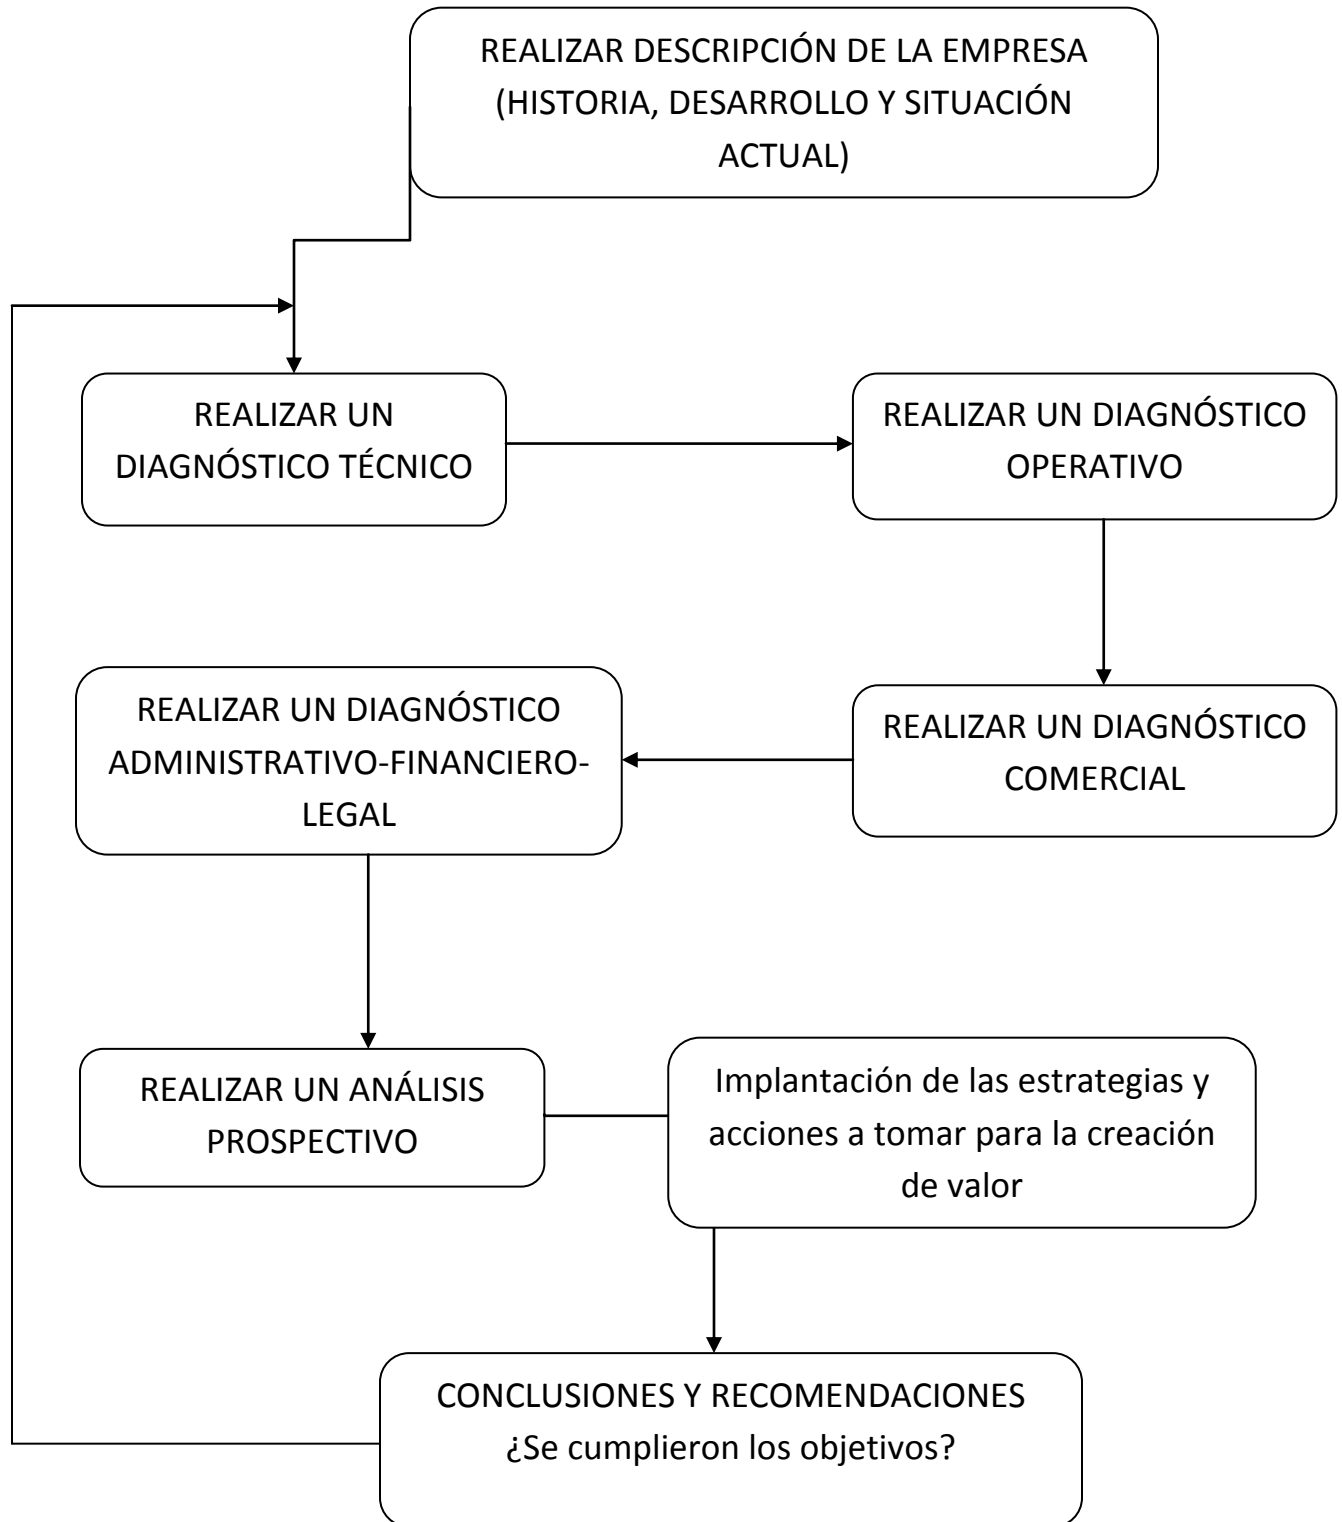 REALIZAR DESCRIPCIÓN DE LA EMPRESA
(HISTORIA, DESARROLLO Y SITUACIÓN
ACTUAL)
REALIZAR UN
DIAGNÓSTICO TÉCNICO
REALIZAR UN DIAGNÓSTICO
OPERATIVO
REALIZAR UN DIAGNÓSTICO
COMERCIAL
REALIZAR UN DIAGNÓSTICO
ADMINISTRATIVO-FINANCIERO-
LEGAL
REALIZAR UN ANÁLISIS
PROSPECTIVO
Implantación de las estrategias y
acciones a tomar para la creación
de valor
CONCLUSIONES Y RECOMENDACIONES
¿Se cumplieron los objetivos?